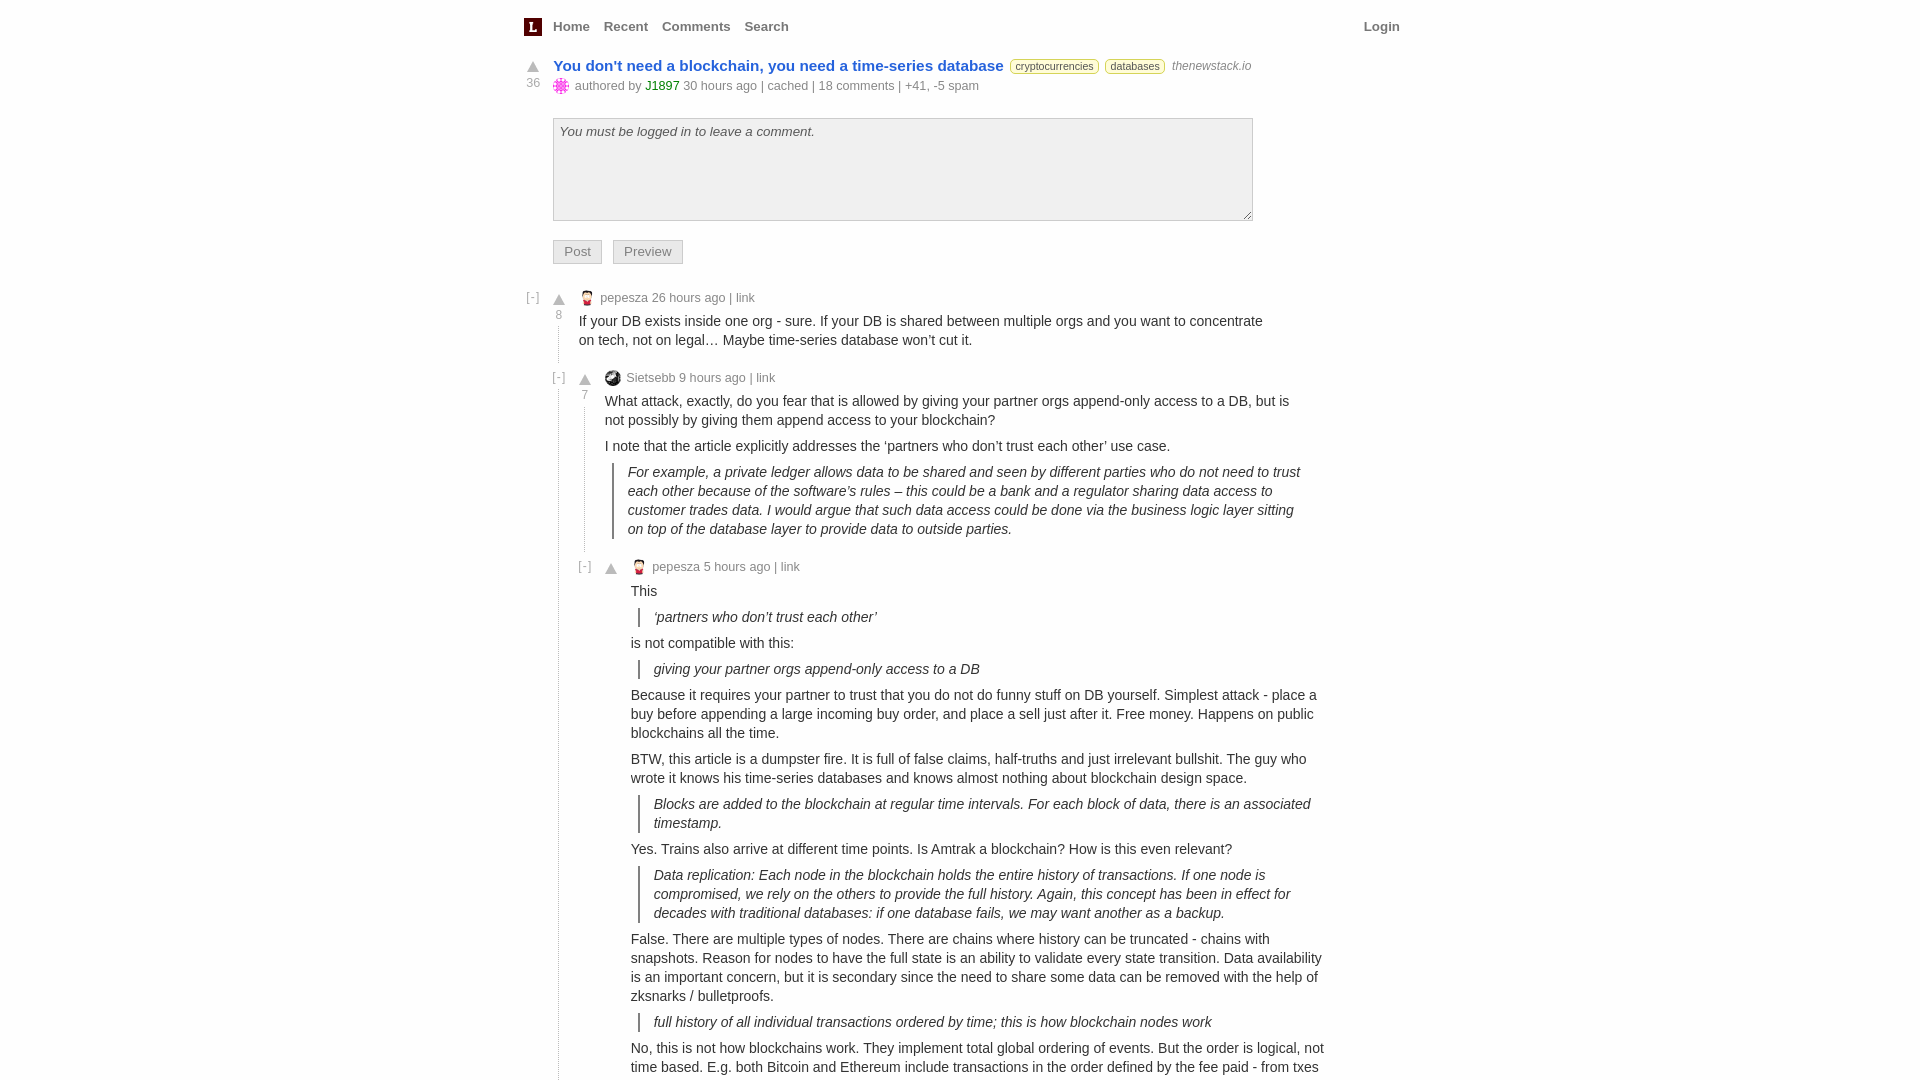 L Home Recent Comments Search Login
You don't need a blockchain, you need a time-series database cryptocurrencies databases thenewstack.io
36
authored by J1897 30 hours ago | cached | 18 comments | +41, -5 spam
You must be logged in to leave a comment.
Post Preview
[-] pepesza 26 hours ago | link
8
If your DB exists inside one org - sure. If your DB is shared between multiple orgs and you want to concentrate
on tech, not on legal… Maybe time-series database won’t cut it.
[-] Sietsebb 9 hours ago | link
7
What attack, exactly, do you fear that is allowed by giving your partner orgs append-only access to a DB, but is
not possibly by giving them append access to your blockchain?
I note that the article explicitly addresses the ‘partners who don’t trust each other’ use case.
For example, a private ledger allows data to be shared and seen by different parties who do not need to trust
each other because of the software’s rules – this could be a bank and a regulator sharing data access to
customer trades data. I would argue that such data access could be done via the business logic layer sitting
on top of the database layer to provide data to outside parties.
[-] pepesza 5 hours ago | link
This
‘partners who don’t trust each other’
is not compatible with this:
giving your partner orgs append-only access to a DB
Because it requires your partner to trust that you do not do funny stuff on DB yourself. Simplest attack - place a
buy before appending a large incoming buy order, and place a sell just after it. Free money. Happens on public
blockchains all the time.
BTW, this article is a dumpster fire. It is full of false claims, half-truths and just irrelevant bullshit. The guy who
wrote it knows his time-series databases and knows almost nothing about blockchain design space.
Blocks are added to the blockchain at regular time intervals. For each block of data, there is an associated
timestamp.
Yes. Trains also arrive at different time points. Is Amtrak a blockchain? How is this even relevant?
Data replication: Each node in the blockchain holds the entire history of transactions. If one node is
compromised, we rely on the others to provide the full history. Again, this concept has been in effect for
decades with traditional databases: if one database fails, we may want another as a backup.
False. There are multiple types of nodes. There are chains where history can be truncated - chains with
snapshots. Reason for nodes to have the full state is an ability to validate every state transition. Data availability
is an important concern, but it is secondary since the need to share some data can be removed with the help of
zksnarks / bulletproofs.
full history of all individual transactions ordered by time; this is how blockchain nodes work
No, this is not how blockchains work. They implement total global ordering of events. But the order is logical, not
time based. E.g. both Bitcoin and Ethereum include transactions in the order defined by the fee paid - from txes